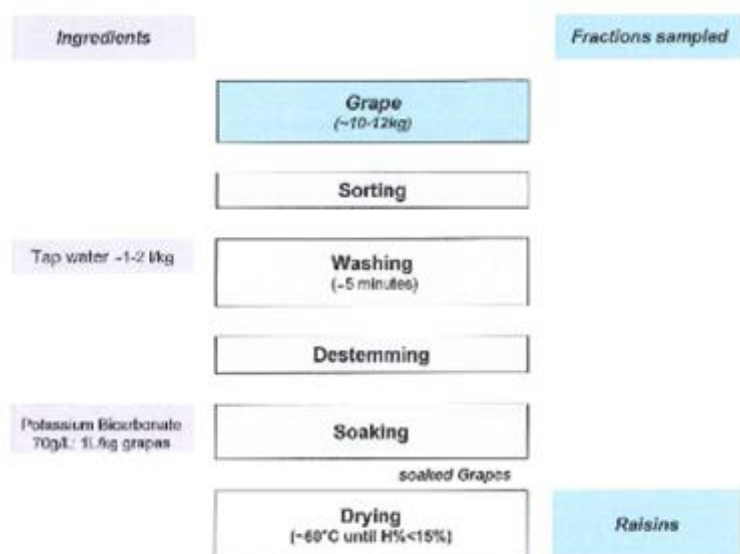 Ingredients
Fractions sampled
Grape
(~10-12kg)
Sorting
Tap water ~1-2 l/kg
Washing
(~5 minutes)
Destemming
Potassium Bicarbonate
70g/L: 1L/kg grapes
Soaking
soaked Grapes
Drying
(~60°C until H%<15%)
Raisins